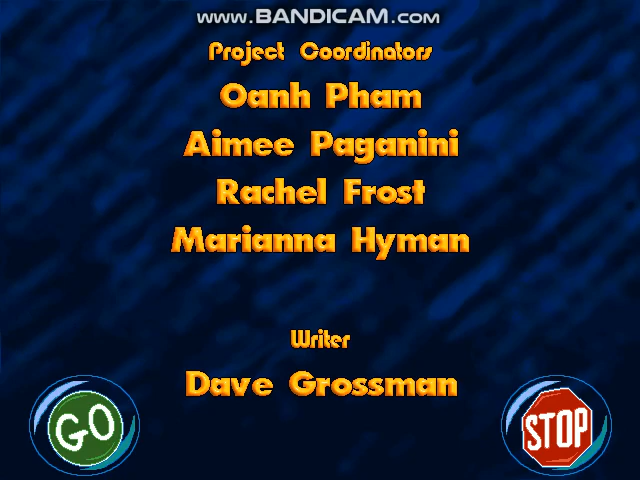 www.BANDICAM.com
Project Coordinators
Oanh Pham
Aimee Paganini
Rachel Frost
Marianna Hyman
Writer
Dave Grossman
GO
STOP